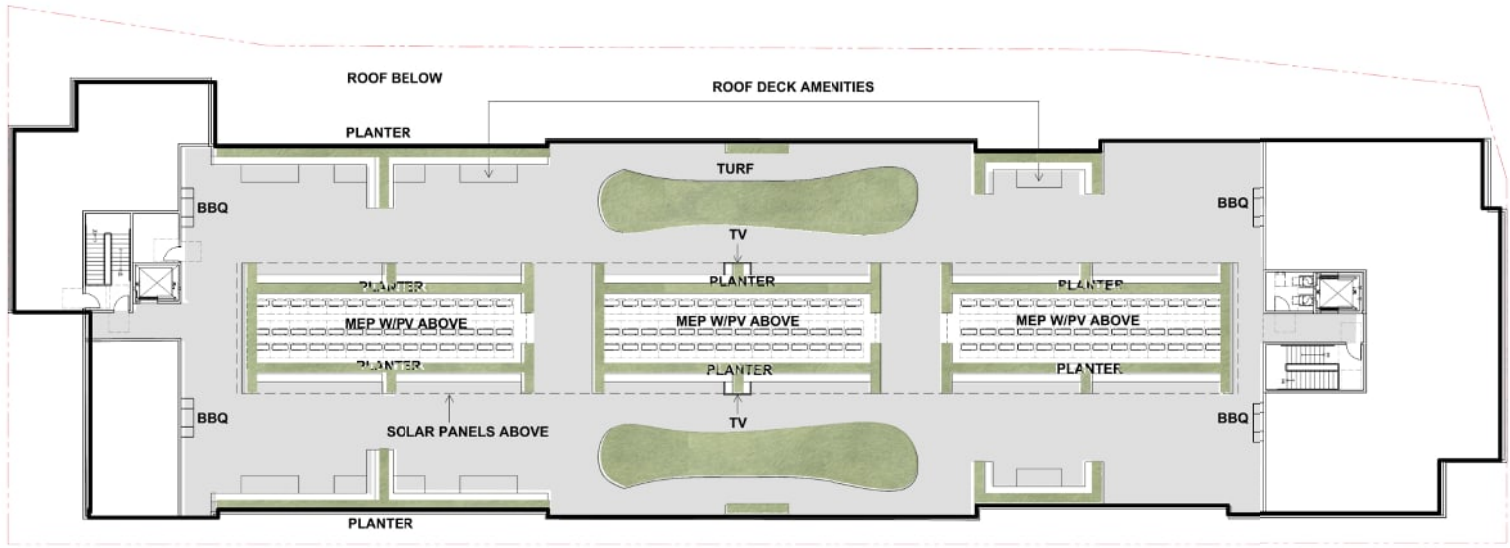 ROOF BELOW
ROOF DECK AMENITIES
PLANTER
TURF
BBQ
BBQ
TV
PLANTER
PLANTER
PLANTER
MEP W/PV ABOVE
MEP W/PV ABOVE
MEP W/PV ABOVE
PLANTER
PLANTER
PLANTER
BBQ
SOLAR PANELS ABOVE
TV
BBQ
PLANTER